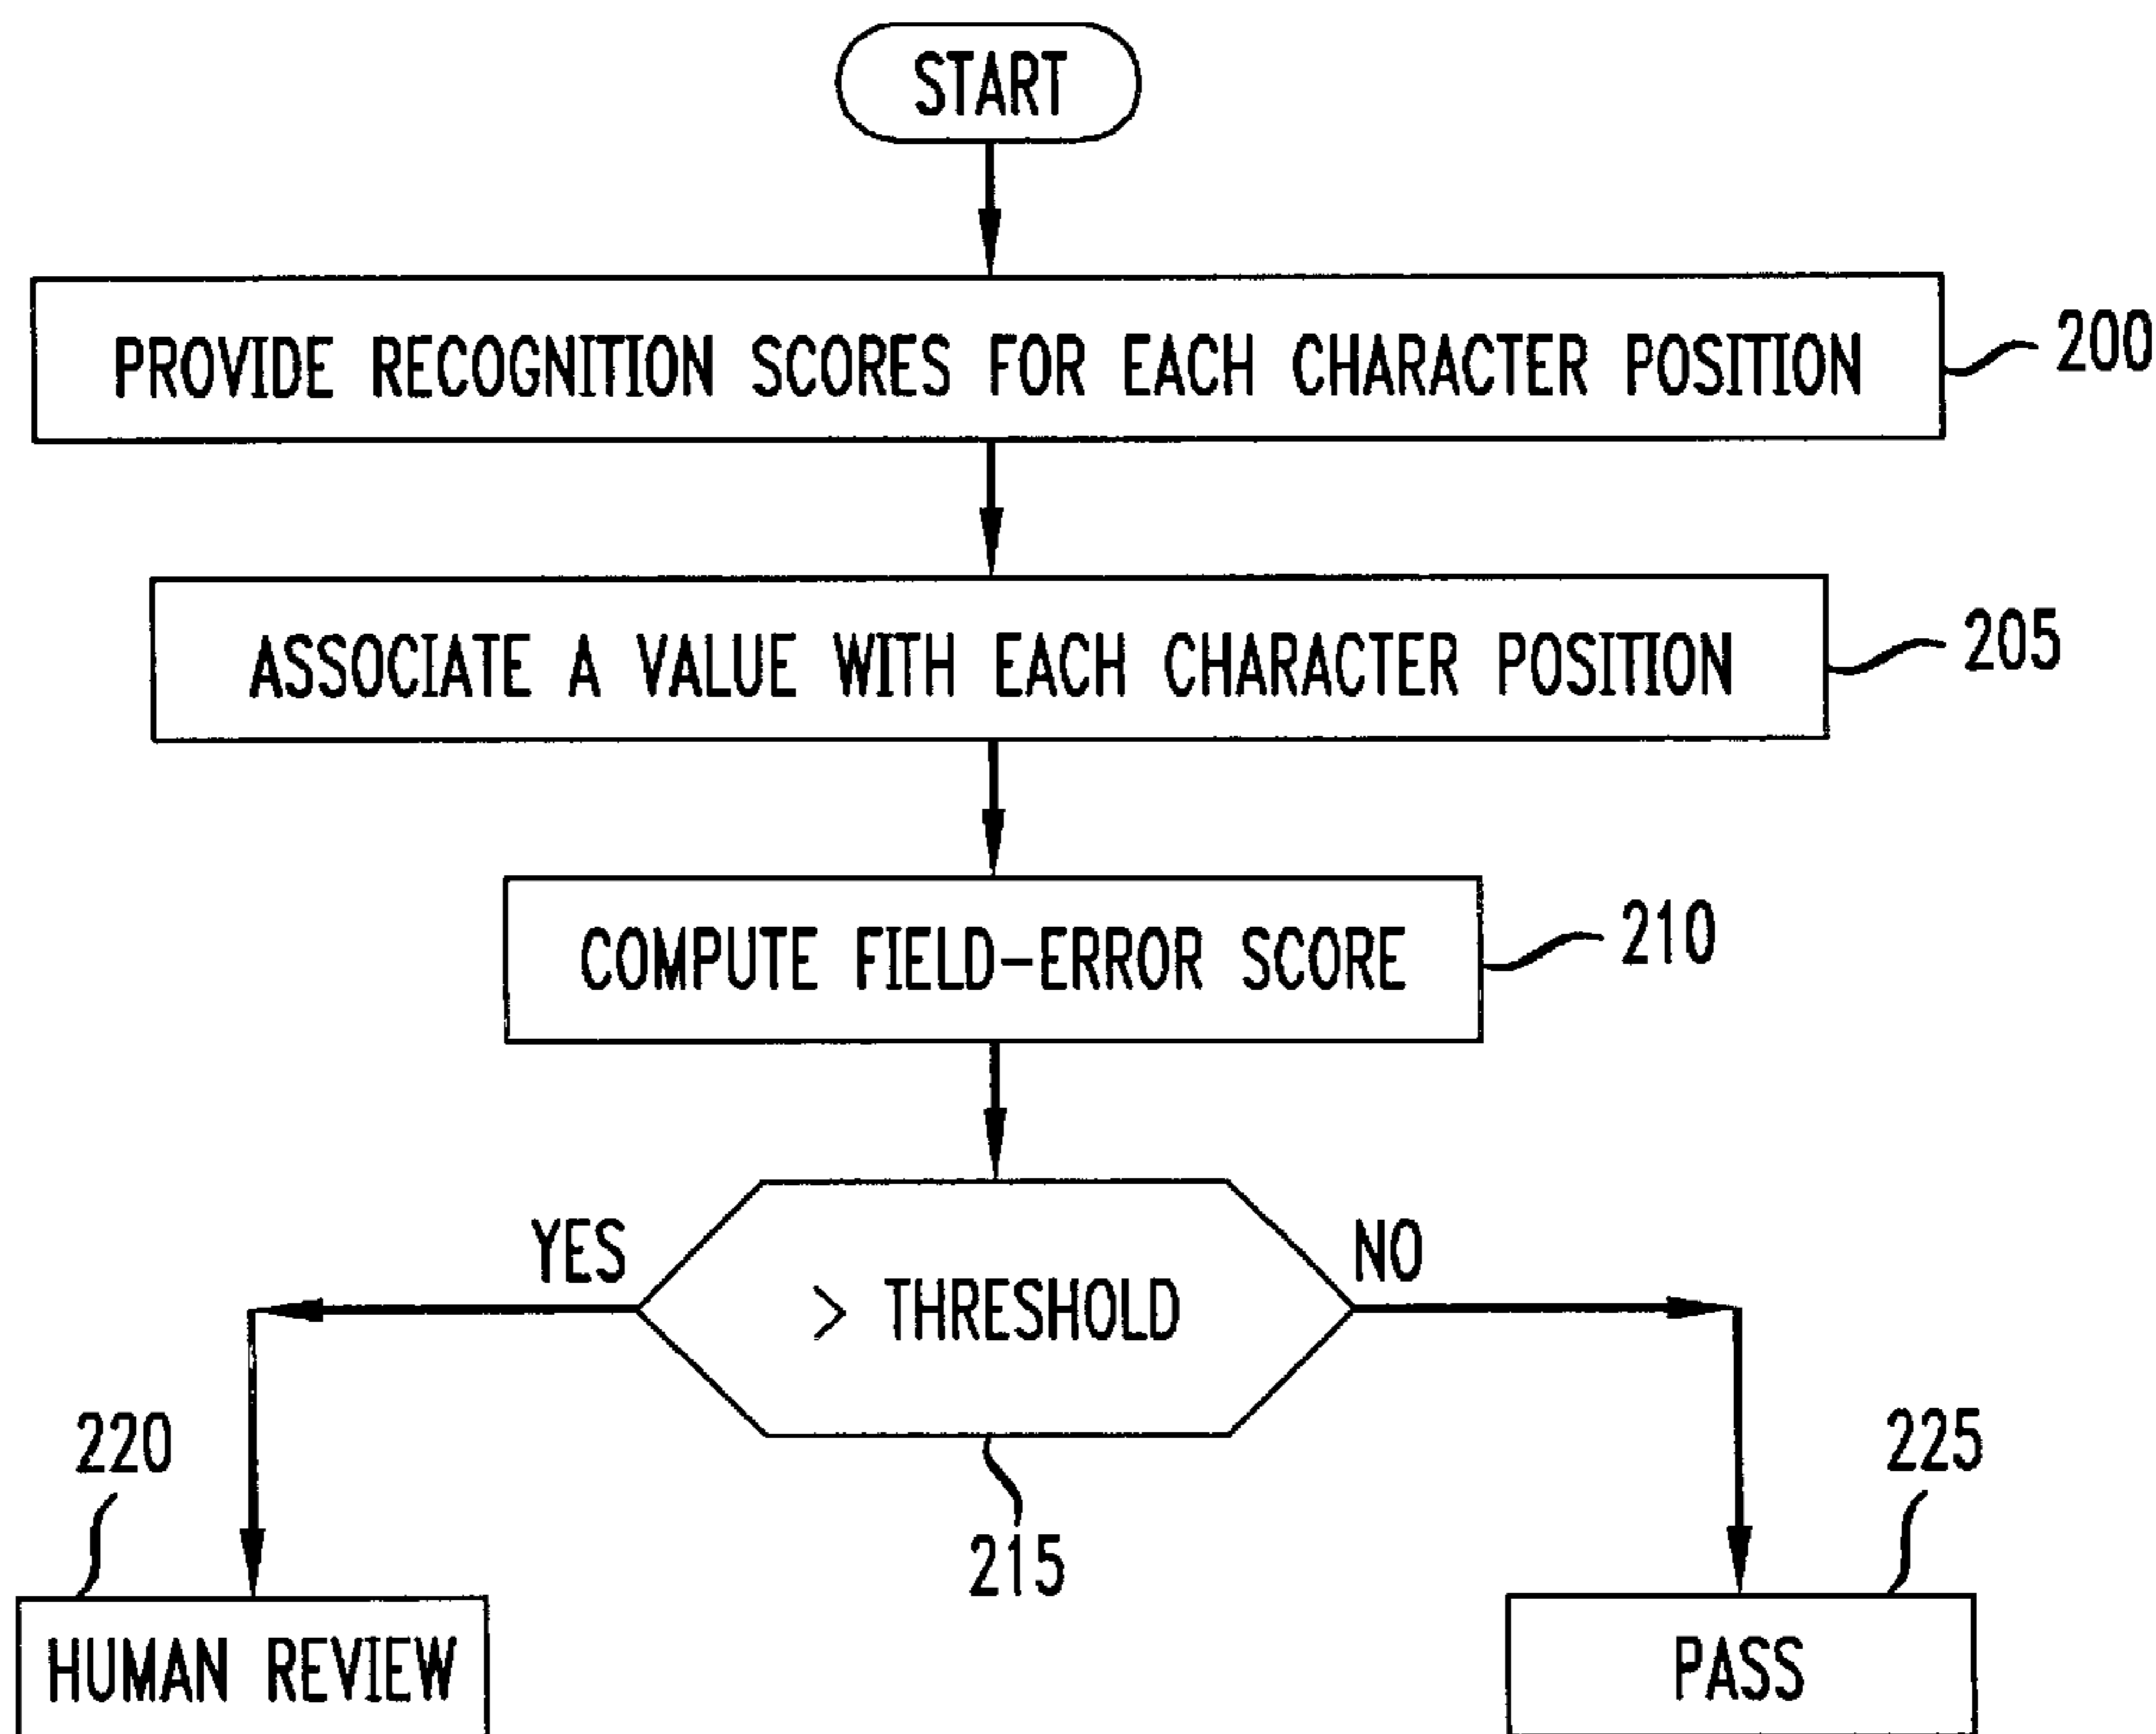 START
PROVIDE RECOGNITION SCORES FOR EACH CHARACTER POSITION
200
ASSOCIATE A VALUE WITH EACH CHARACTER POSITION
205
COMPUTE FIELD-ERROR SCORE
210
YES
> THRESHOLD
NO
220
215
225
HUMAN REVIEW
PASS